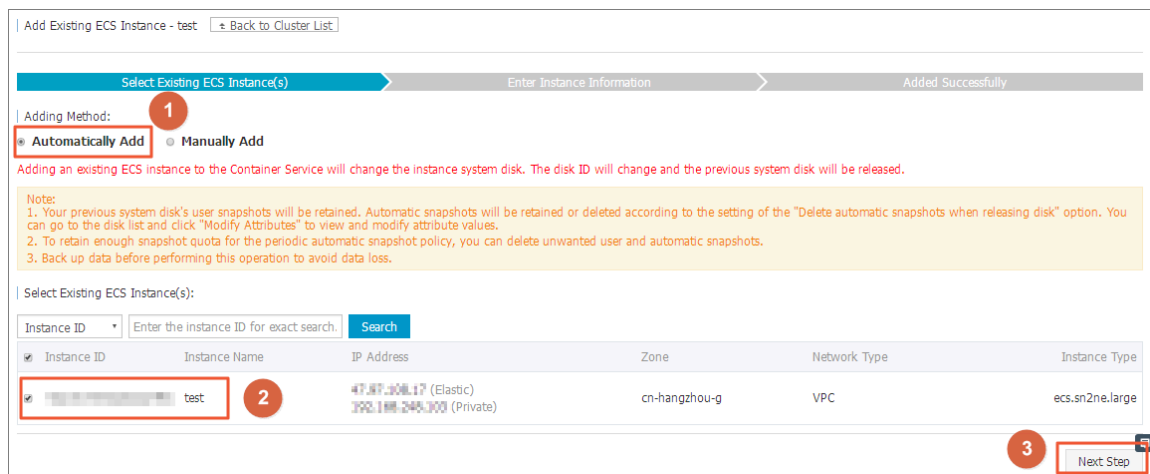 Add Existing ECS Instance - test Back to Cluster List
Select Existing ECS Instance(s) Enter Instance Information Added Successfully
Adding Method:
1
Automatically Add Manually Add
Adding an existing ECS instance to the Container Service will change the instance system disk. The disk ID will change and the previous system disk will be released.
Note:
1. Your previous system disk's user snapshots will be retained. Automatic snapshots will be retained or deleted according to the setting of the "Delete automatic snapshots when releasing disk" option. You
can go to the disk list and click "Modify Attributes" to view and modify attribute values.
2. To retain enough snapshot quota for the periodic automatic snapshot policy, you can delete unwanted user and automatic snapshots.
3. Back up data before performing this operation to avoid data loss.
Select Existing ECS Instance(s):
Instance ID Enter the instance ID for exact search. Search
Instance ID Instance Name IP Address Zone Network Type Instance Type
test 2 (Elastic) cn-hangzhou-g VPC ecs.sn2ne.large
(Private)
3 Next Step